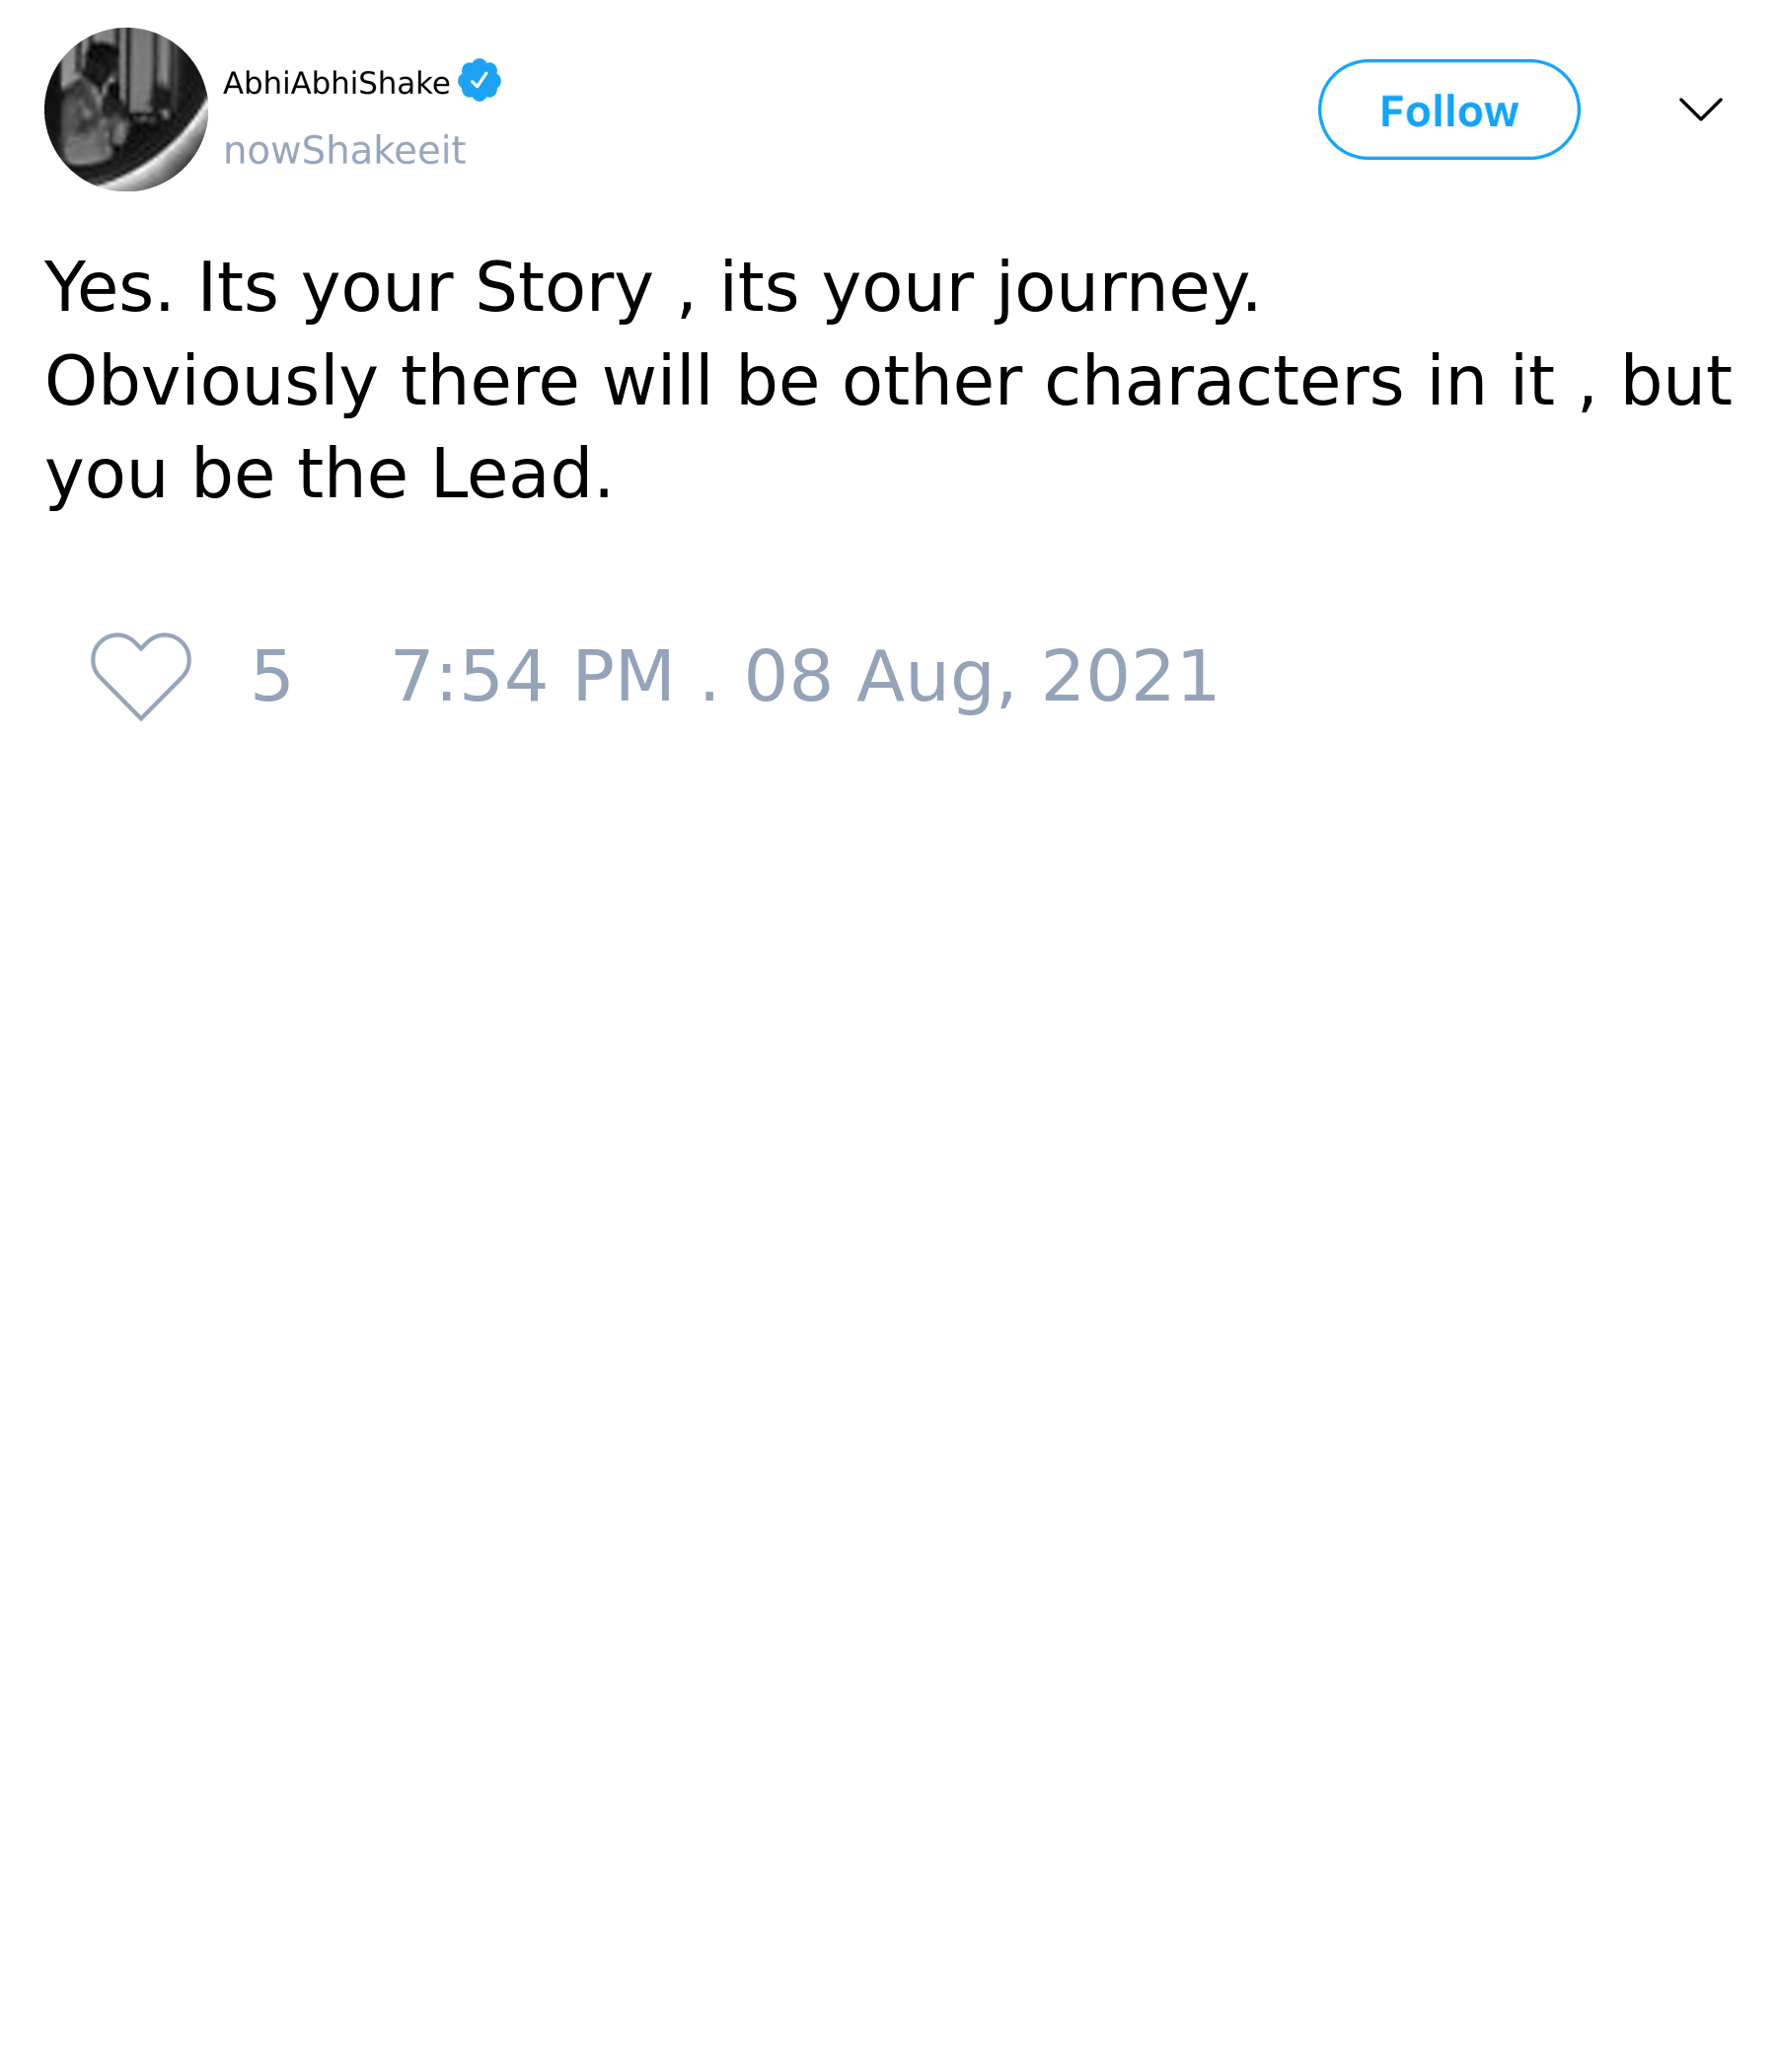 AbhiAbhiShake
nowShakeeit
Follow
Yes. Its your Story , its your journey.
Obviously there will be other characters in it , but
you be the Lead.
5 7:54 PM . 08 Aug, 2021